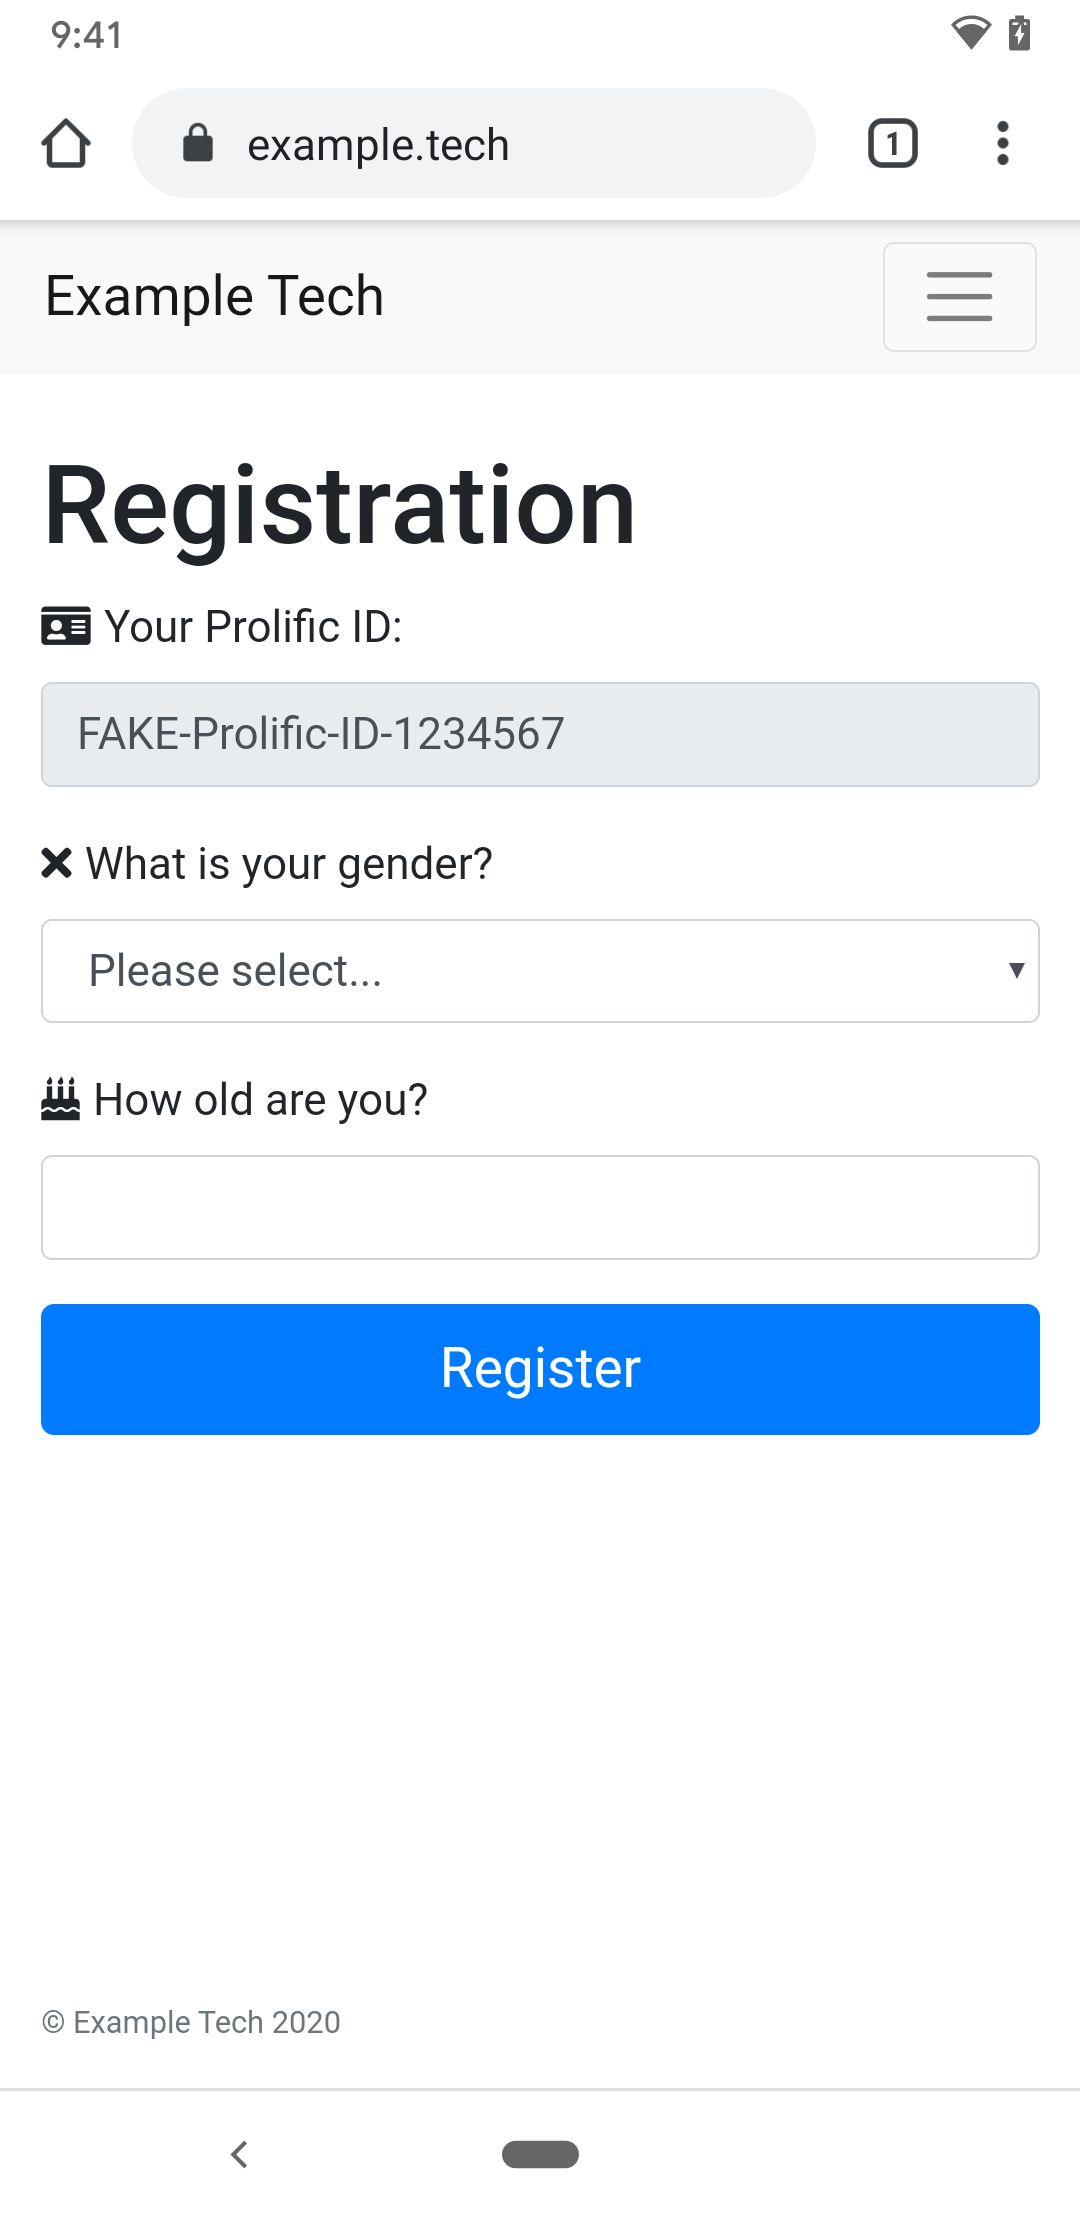 9:41
example.tech
1
Example Tech
Registration
Your Prolific ID:
FAKE-Prolific-ID-1234567
What is your gender?
Please select...
How old are you?
Register
© Example Tech 2020